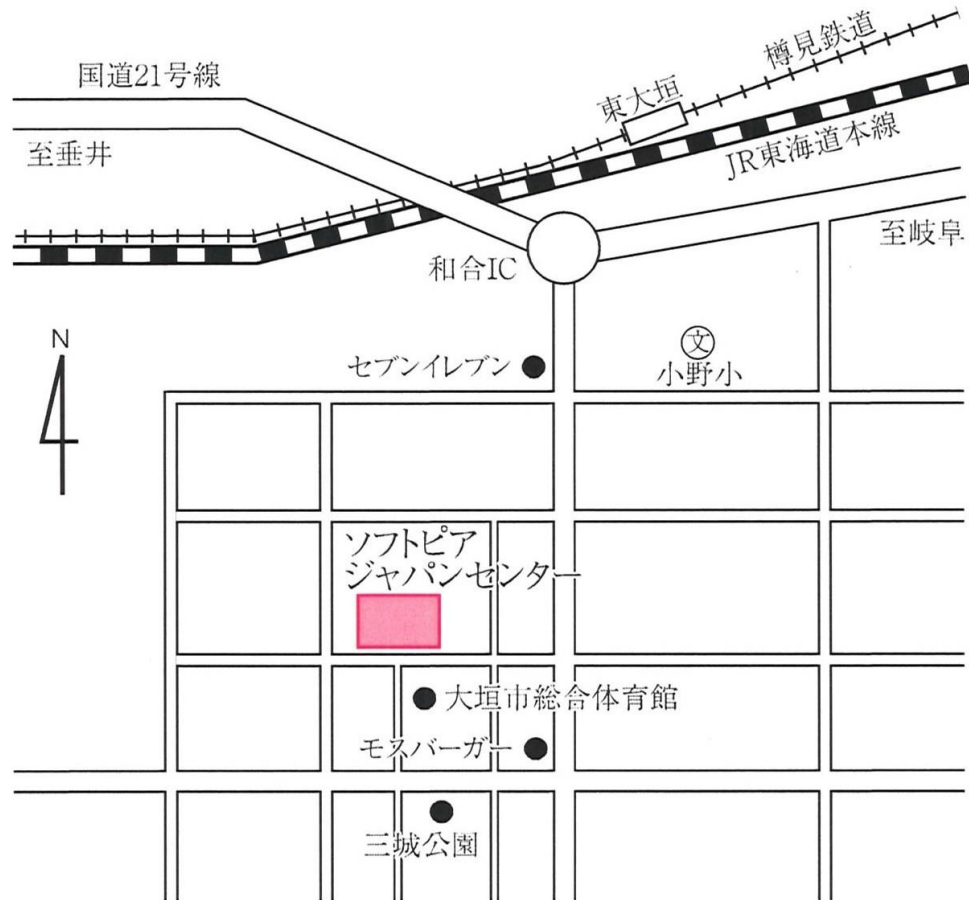 樽見鉄道
国道21号線
東大垣
至垂井
JR東海道本線
至岐阜
和合IC
N
セブンイレブン
文
小野小
ソフトピア
ジャパンセンター
大垣市総合体育館
モスバーガー
三城公園